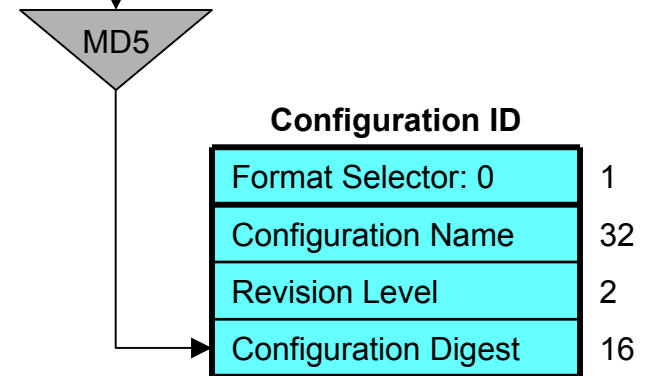 MD5
Configuration ID
Format Selector: 0 1
Configuration Name 32
Revision Level 2
Configuration Digest 16